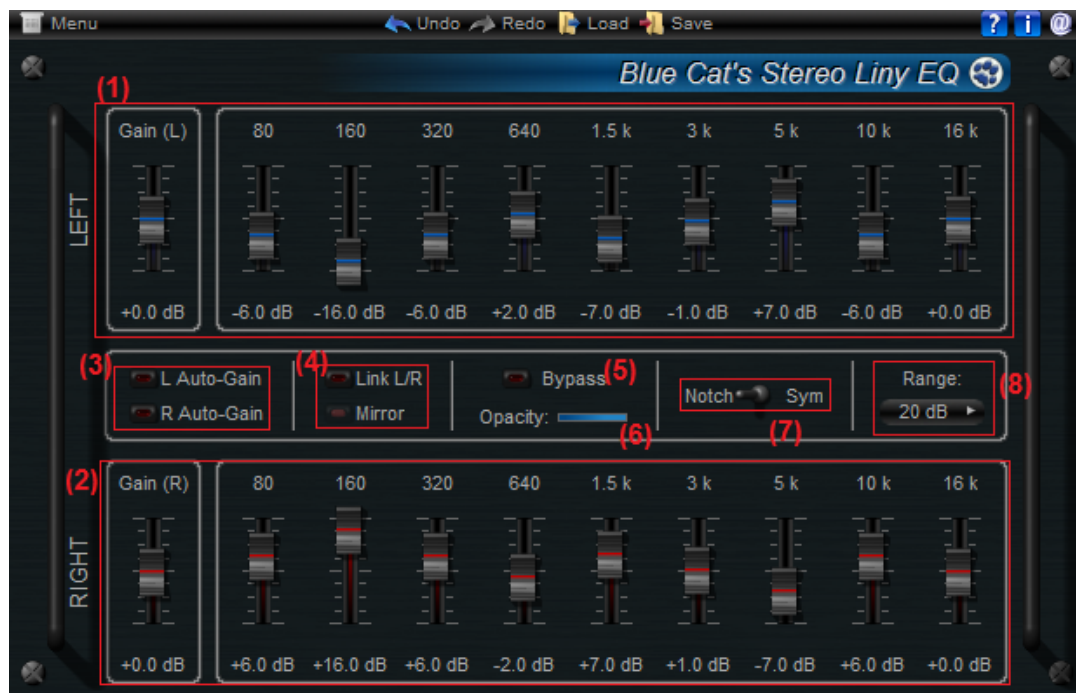 Menu Undo Redo Load Save ? i @
Blue Cat's Stereo Liny EQ
(1)
LEFT
Gain (L) 80 160 320 640 1.5 k 3 k 5 k 10 k 16 k
+0.0 dB -6.0 dB -16.0 dB -6.0 dB +2.0 dB -7.0 dB -1.0 dB +7.0 dB -6.0 dB +0.0 dB
(3) L Auto-Gain (4) Link L/R Bypass (5) Notch Sym Range: (8)
R Auto-Gain Mirror Opacity: (6) (7) 20 dB
(2)
RIGHT
Gain (R) 80 160 320 640 1.5 k 3 k 5 k 10 k 16 k
+0.0 dB +6.0 dB +16.0 dB +6.0 dB -2.0 dB +7.0 dB +1.0 dB -7.0 dB +6.0 dB +0.0 dB